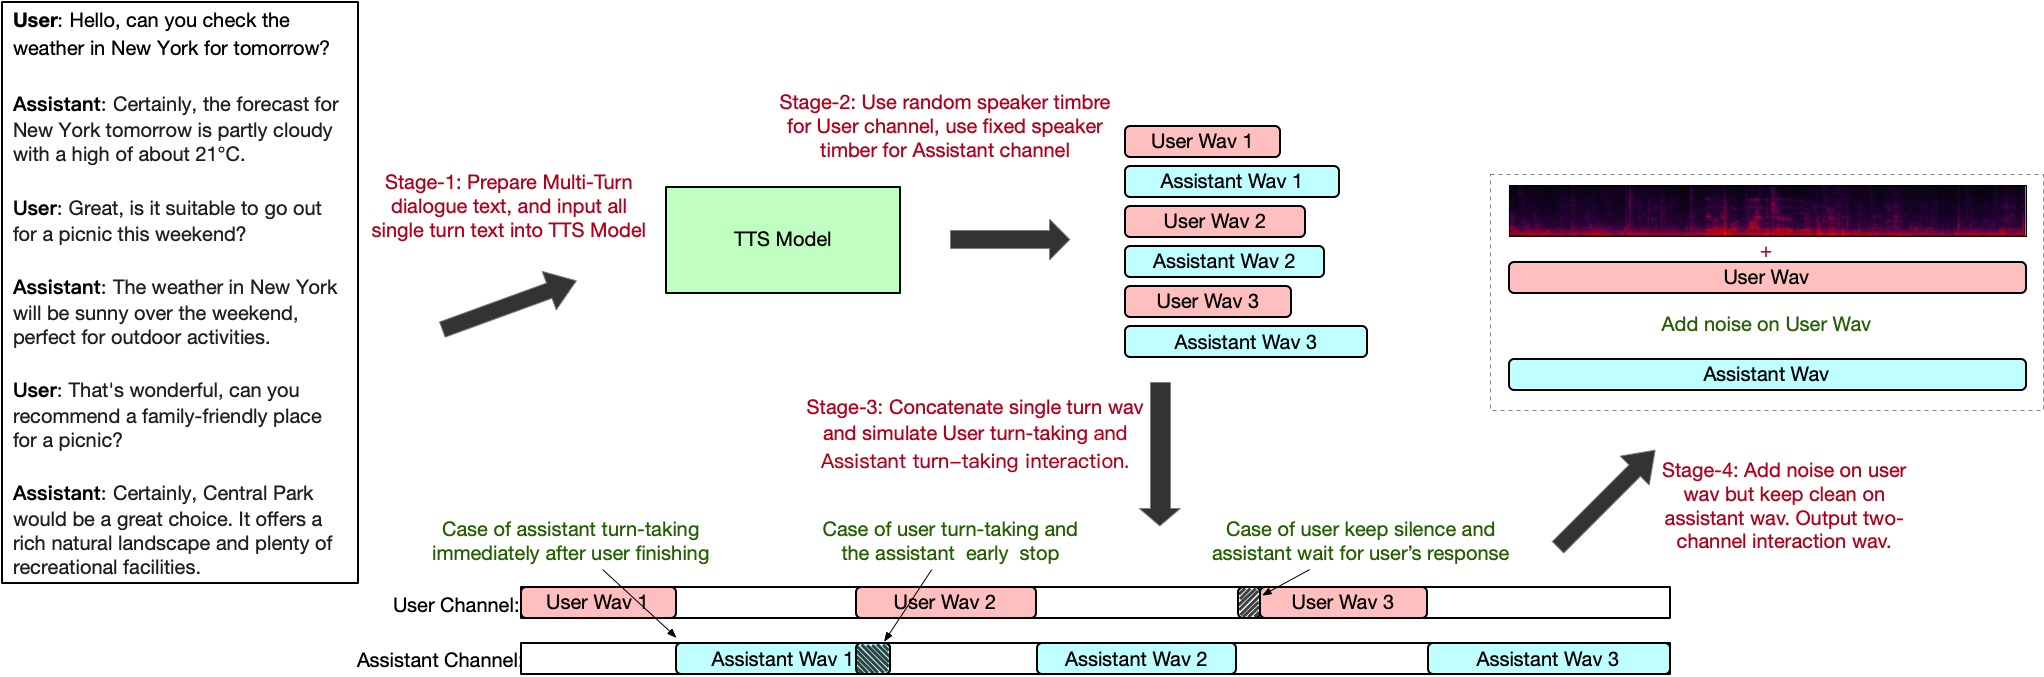 User: Hello, can you check the
weather in New York for tomorrow?
Assistant: Certainly, the forecast for
New York tomorrow is partly cloudy
with a high of about 21°C.
User: Great, is it suitable to go out
for a picnic this weekend?
Assistant: The weather in New York
will be sunny over the weekend,
perfect for outdoor activities.
User: That's wonderful, can you
recommend a family-friendly place
for a picnic?
Assistant: Certainly, Central Park
would be a great choice. It offers a
rich natural landscape and plenty of
recreational facilities.
Stage-1: Prepare Multi-Turn
dialogue text, and input all
single turn text into TTS Model
TTS Model
Stage-2: Use random speaker timbre
for User channel, use fixed speaker
timber for Assistant channel
User Wav 1
Assistant Wav 1
User Wav 2
Assistant Wav 2
User Wav 3
Assistant Wav 3
Stage-3: Concatenate single turn wav
and simulate User turn-taking and
Assistant turn-taking interaction.
Case of assistant turn-taking
immediately after user finishing
Case of user turn-taking and
the assistant early stop
Case of user keep silence and
assistant wait for user's response
User Channel:
User Wav 1
User Wav 2
User Wav 3
Assistant Channel:
Assistant Wav 1
Assistant Wav 2
Assistant Wav 3
Stage-4: Add noise on user
wav but keep clean on
assistant wav. Output two-
channel interaction wav.
+
User Wav
Add noise on User Wav
Assistant Wav